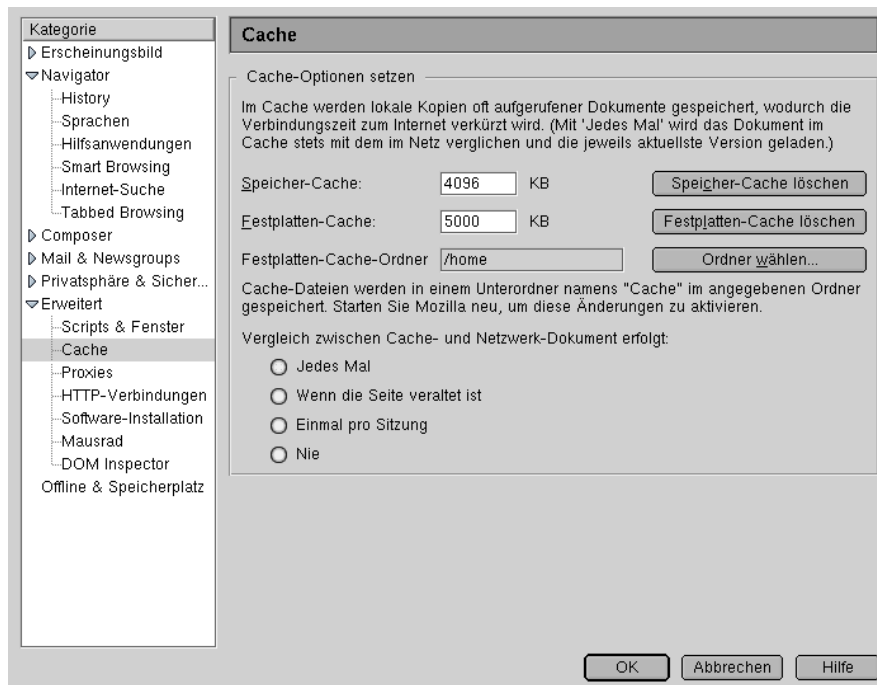 Kategorie
Erscheinungsbild
Navigator
History
Sprachen
Hilfsanwendungen
Smart Browsing
Internet-Suche
Tabbed Browsing
Composer
Mail & Newsgroups
Privatsphäre & Sicher...
Erweitert
Scripts & Fenster
Cache
Proxies
HTTP-Verbindungen
Software-Installation
Mausrad
DOM Inspector
Offline & Speicherplatz
Cache
Cache-Optionen setzen
Im Cache werden lokale Kopien oft aufgerufener Dokumente gespeichert, wodurch die
Verbindungszeit zum Internet verkürzt wird. (Mit 'Jedes Mal' wird das Dokument im
Cache stets mit dem im Netz verglichen und die jeweils aktuellste Version geladen.)
Speicher-Cache: 4096 KB Speicher-Cache löschen
Festplatten-Cache: 5000 KB Festplatten-Cache löschen
Festplatten-Cache-Ordner /home Ordner wählen...
Cache-Dateien werden in einem Unterordner namens "Cache" im angegebenen Ordner
gespeichert. Starten Sie Mozilla neu, um diese Änderungen zu aktivieren.
Vergleich zwischen Cache- und Netzwerk-Dokument erfolgt:
Jedes Mal
Wenn die Seite veraltet ist
Einmal pro Sitzung
Nie
OK Abbrechen Hilfe